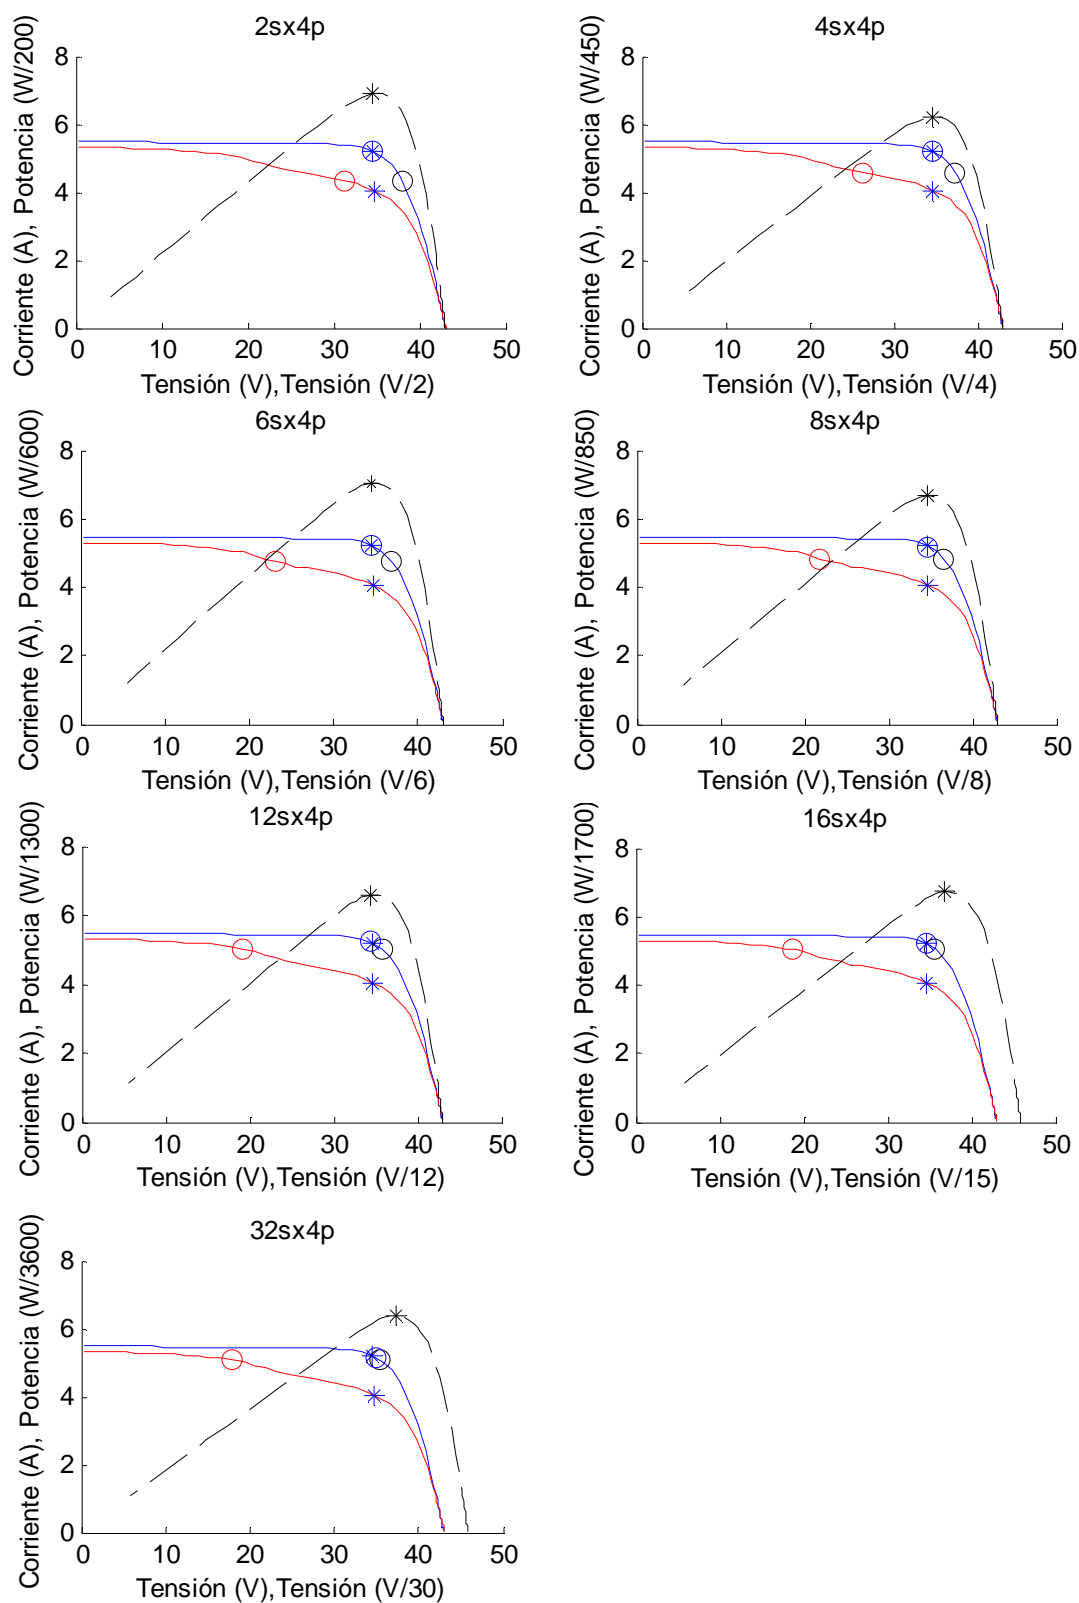 2sx4p
Corriente (A), Potencia (W/200)
8
6
4
2
0
0 10 20 30 40 50
Tensión (V),Tensión (V/2)
4sx4p
Corriente (A), Potencia (W/450)
8
6
4
2
0
0 10 20 30 40 50
Tensión (V),Tensión (V/4)
6sx4p
Corriente (A), Potencia (W/600)
8
6
4
2
0
0 10 20 30 40 50
Tensión (V),Tensión (V/6)
8sx4p
Corriente (A), Potencia (W/850)
8
6
4
2
0
0 10 20 30 40 50
Tensión (V),Tensión (V/8)
12sx4p
Corriente (A), Potencia (W/1300)
8
6
4
2
0
0 10 20 30 40 50
Tensión (V),Tensión (V/12)
16sx4p
Corriente (A), Potencia (W/1700)
8
6
4
2
0
0 10 20 30 40 50
Tensión (V),Tensión (V/15)
32sx4p
Corriente (A), Potencia (W/3600)
8
6
4
2
0
0 10 20 30 40 50
Tensión (V),Tensión (V/30)